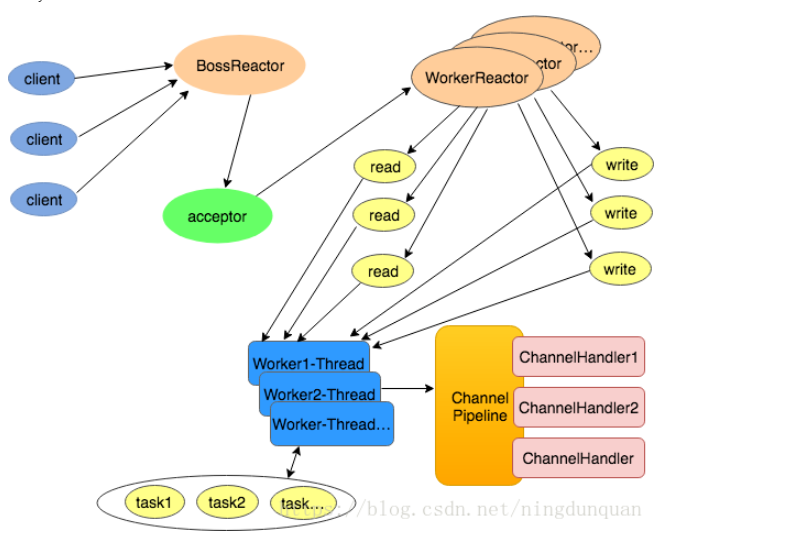 client
BossReactor
or...
ctor
WorkerReactor
client
read
write
client
acceptor
read
write
read
write
Worker1-Thread
Worker2-Thread
Worker-Thread...
Channel
Pipeline
ChannelHandler1
ChannelHandler2
ChannelHandler
task1
task2
task...
https://blog.csdn.net/ningdunquan